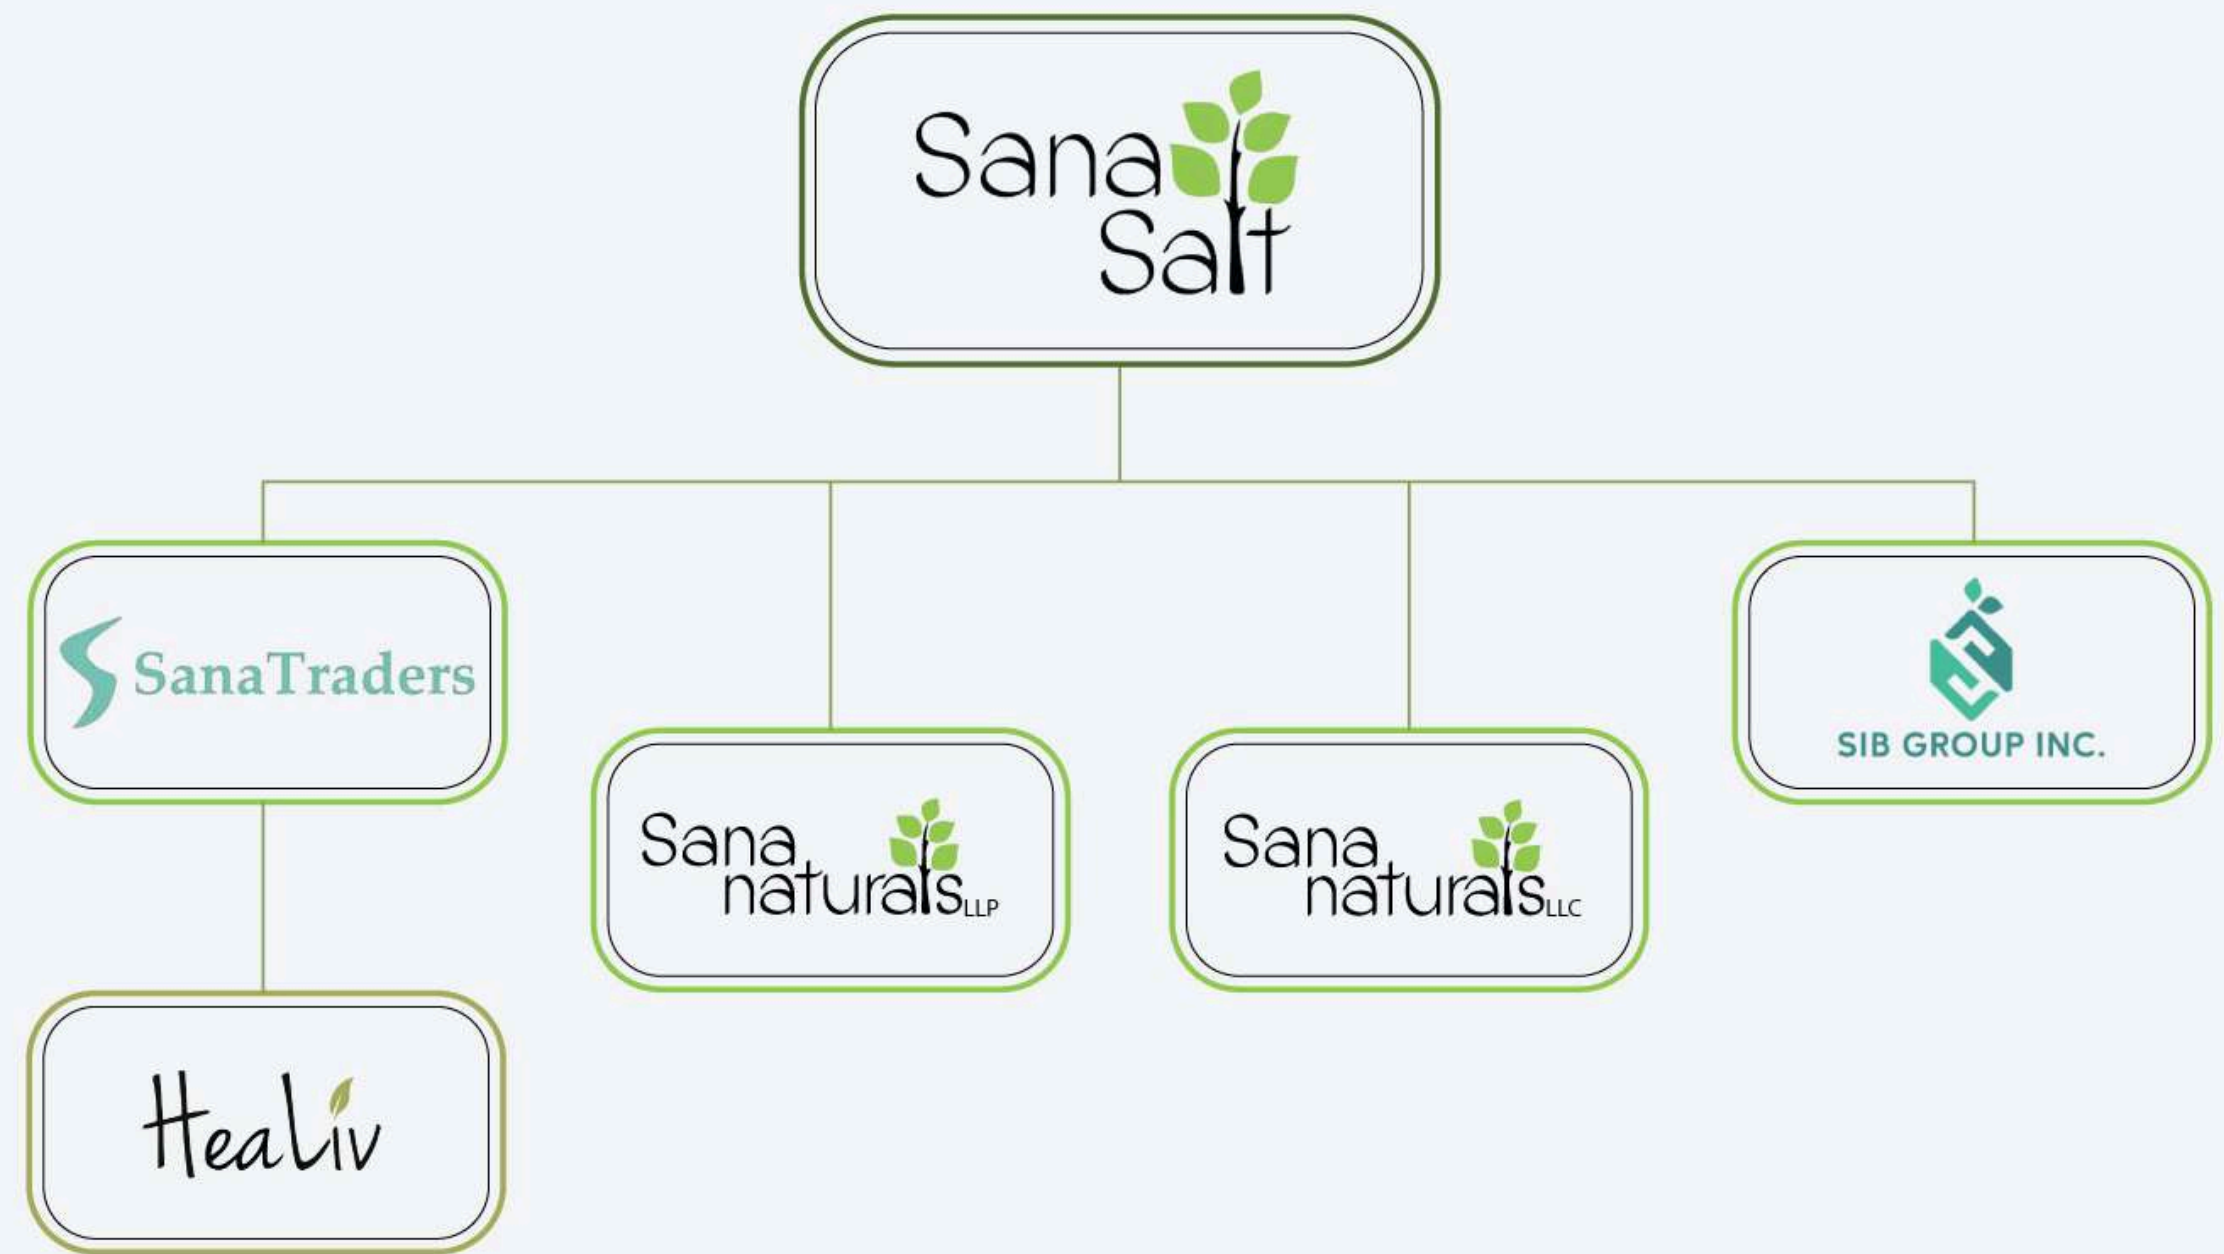 Sana
Salt
SanaTraders
SIB GROUP INC.
Sana
naturals LLP
Sana
naturals LLC
HeaLiv